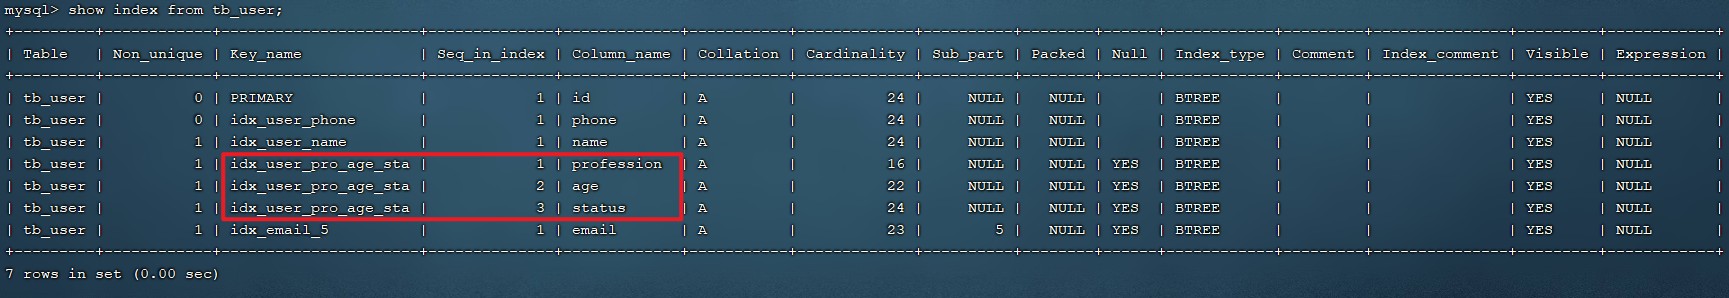 mysql> show index from tb_user;
+---------+------------+----------------------+--------------+-------------+-----------+-------------+----------+--------+------+------------+---------+---------------+---------+------------+
| Table   | Non_unique | Key_name             | Seq_in_index | Column_name | Collation | Cardinality | Sub_part | Packed | Null | Index_type | Comment | Index_comment | Visible | Expression |
+---------+------------+----------------------+--------------+-------------+-----------+-------------+----------+--------+------+------------+---------+---------------+---------+------------+
| tb_user |          0 | PRIMARY              |            1 | id          | A         |          24 |     NULL |   NULL |      | BTREE      |         |               | YES     | NULL       |
| tb_user |          0 | idx_user_phone       |            1 | phone       | A         |          24 |     NULL |   NULL |      | BTREE      |         |               | YES     | NULL       |
| tb_user |          1 | idx_user_name        |            1 | name        | A         |          24 |     NULL |   NULL |      | BTREE      |         |               | YES     | NULL       |
| tb_user |          1 | idx_user_pro_age_sta |            1 | profession  | A         |          16 |     NULL |   NULL | YES  | BTREE      |         |               | YES     | NULL       |
| tb_user |          1 | idx_user_pro_age_sta |            2 | age         | A         |          22 |     NULL |   NULL | YES  | BTREE      |         |               | YES     | NULL       |
| tb_user |          1 | idx_user_pro_age_sta |            3 | status      | A         |          24 |     NULL |   NULL | YES  | BTREE      |         |               | YES     | NULL       |
| tb_user |          1 | idx_email_5          |            1 | email       | A         |          23 |        5 |   NULL | YES  | BTREE      |         |               | YES     | NULL       |
+---------+------------+----------------------+--------------+-------------+-----------+-------------+----------+--------+------+------------+---------+---------------+---------+------------+
7 rows in set (0.00 sec)